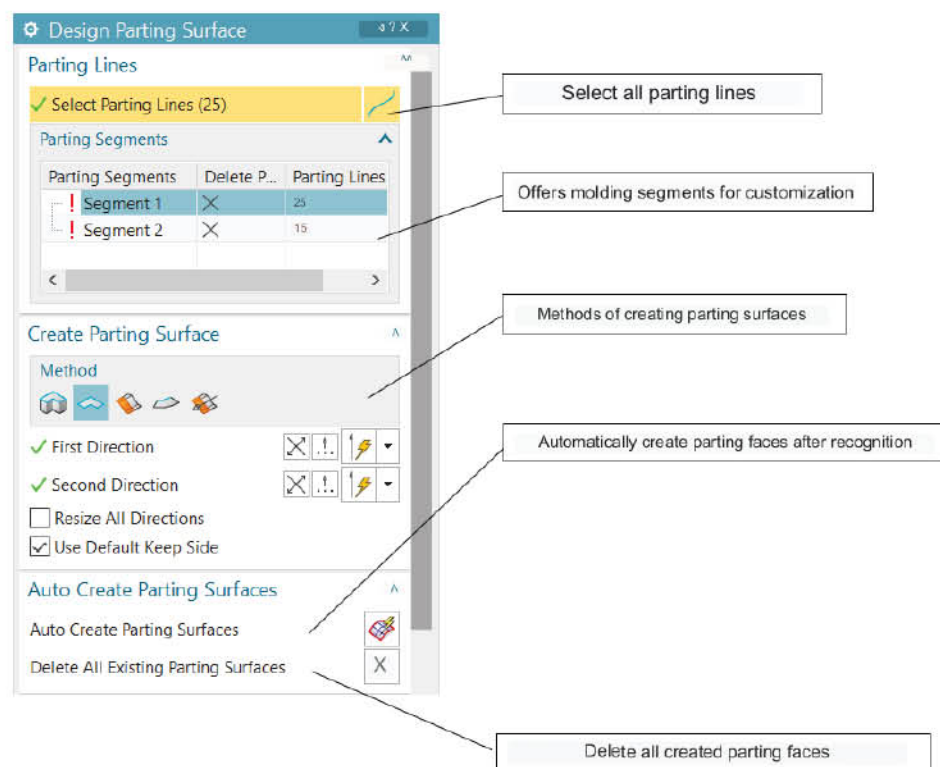 Design Parting Surface
Parting Lines
Select Parting Lines (25)
Select all parting lines
Parting Segments
Parting Segments Delete P... Parting Lines
Segment 1 25
Segment 2 15
Offers molding segments for customization
Create Parting Surface
Methods of creating parting surfaces
Method
First Direction
Second Direction
Resize All Directions
Use Default Keep Side
Automatically create parting faces after recognition
Auto Create Parting Surfaces
Auto Create Parting Surfaces
Delete All Existing Parting Surfaces
Delete all created parting faces